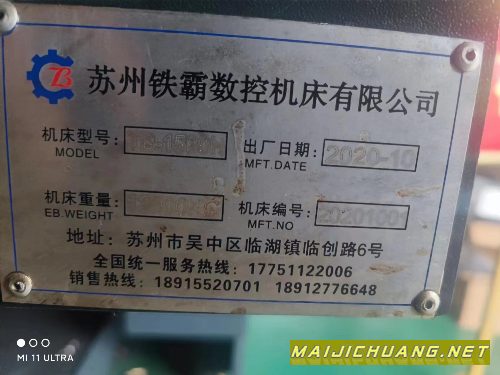 苏州铁霸数控机床有限公司
机床型号: 出厂日期: 2020-10
MODEL MFT.DATE
机床重量: 机床编号: 20201001
EB.WEIGHT MFT.NO
地址: 苏州市吴中区临湖镇临创路6号
全国统一服务热线: 17751122006
销售热线: 18915520701 18912776648
MI 11 ULTRA
MAIJICHUANG.NET